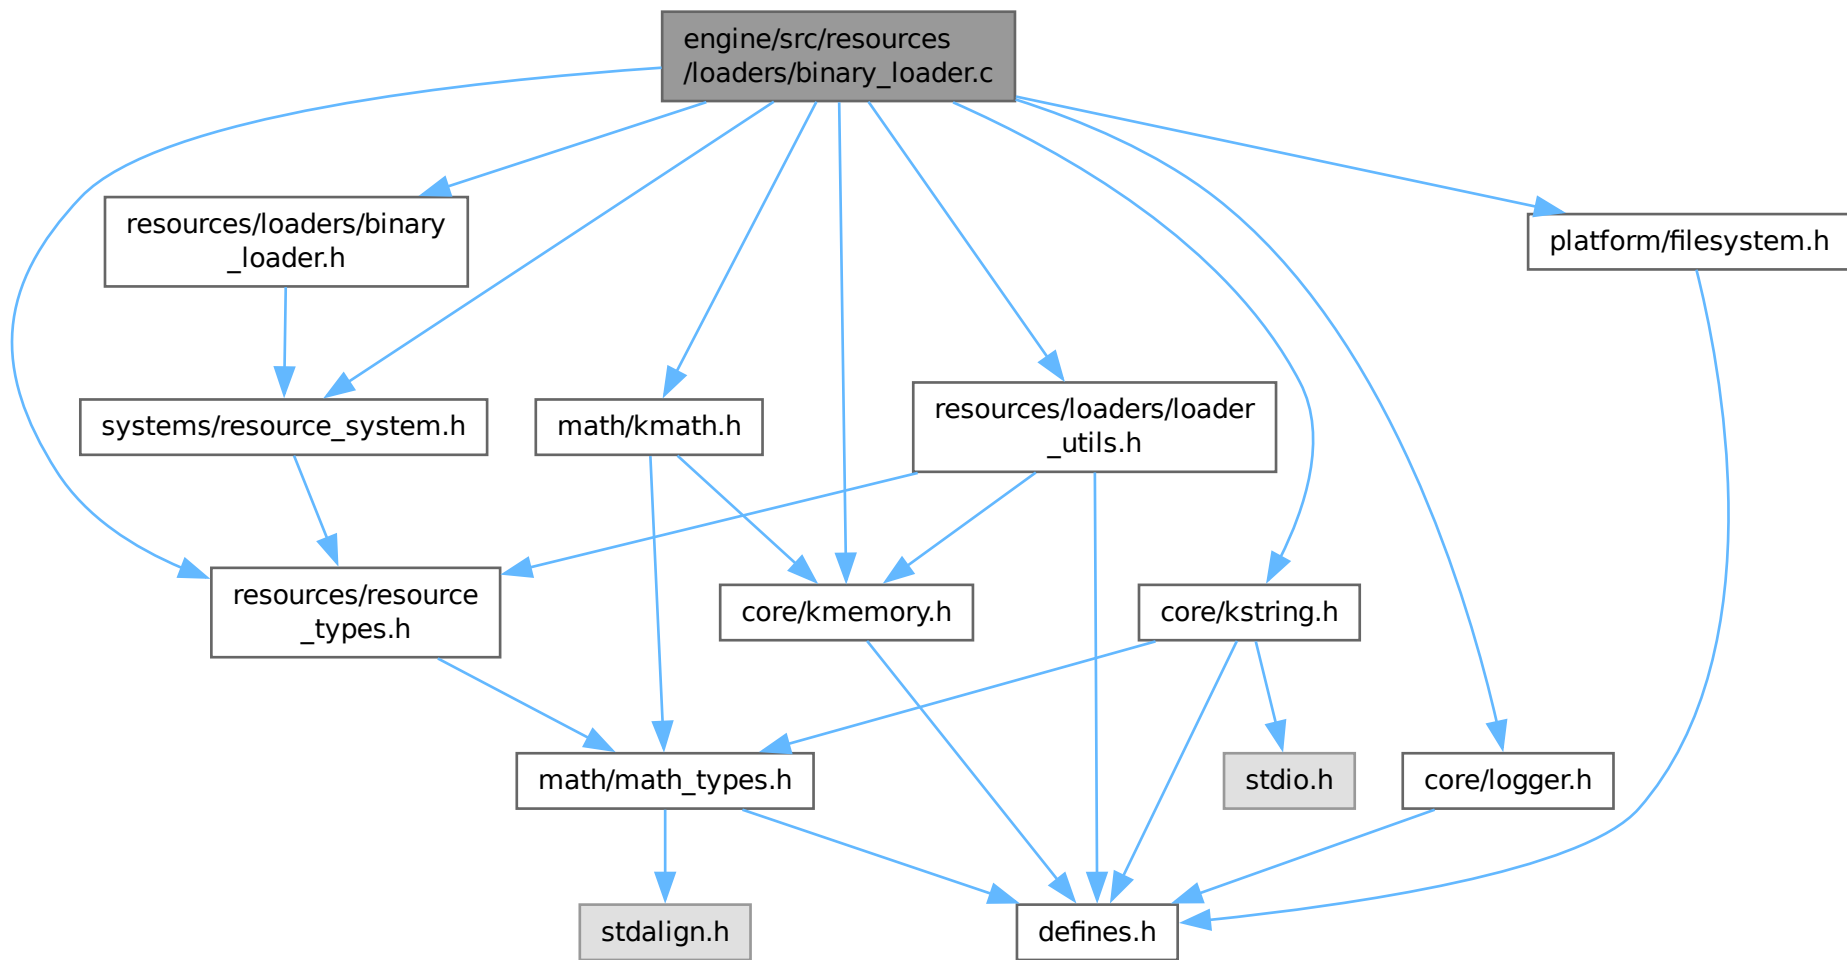 engine/src/resources
/loaders/binary_loader.c
resources/loaders/binary
_loader.h
platform/filesystem.h
systems/resource_system.h
math/kmath.h
resources/loaders/loader
_utils.h
resources/resource
_types.h
core/kmemory.h
core/kstring.h
math/math_types.h
stdio.h
core/logger.h
stdalign.h
defines.h